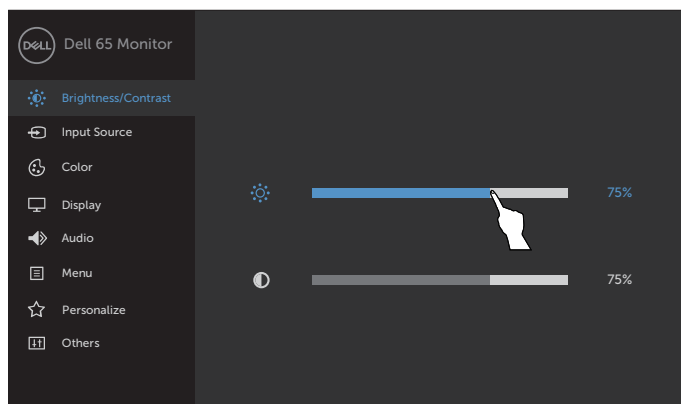 DELL
Dell 65 Monitor
Brightness/Contrast
Input Source
Color
Display
Audio
Menu
Personalize
Others
75%
75%